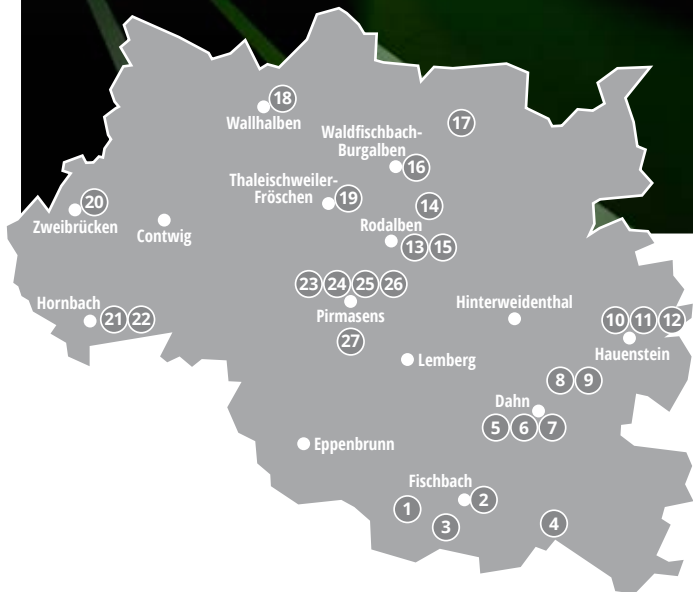 18
Wallhalben
17
Waldfischbach-
Burgalben
16
Thaleischweiler-
Fröschen
19
14
20
Zweibrücken
Contwig
Rodalben
13 15
23 24 25 26
Pirmasens
27
Hornbach
21 22
Hinterweidenthal
10 11 12
Hauenstein
Lemberg
8 9
Dahn
5 6 7
Eppenbrunn
Fischbach
2
1
3
4